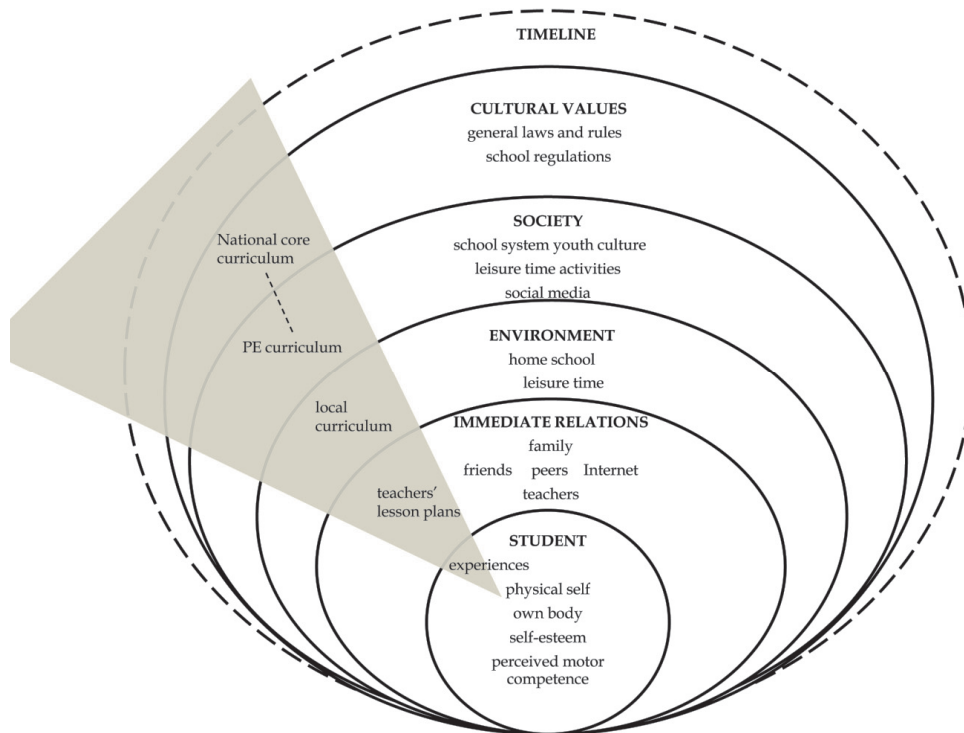 TIMELINE
CULTURAL VALUES
general laws and rules
school regulations
SOCIETY
school system youth culture
leisure time activities
social media
ENVIRONMENT
home school
leisure time
IMMEDIATE RELATIONS
family
friends peers Internet
teachers
STUDENT
experiences
physical self
own body
self-esteem
perceived motor
competence
National core
curriculum
PE curriculum
local
curriculum
teachers’
lesson plans